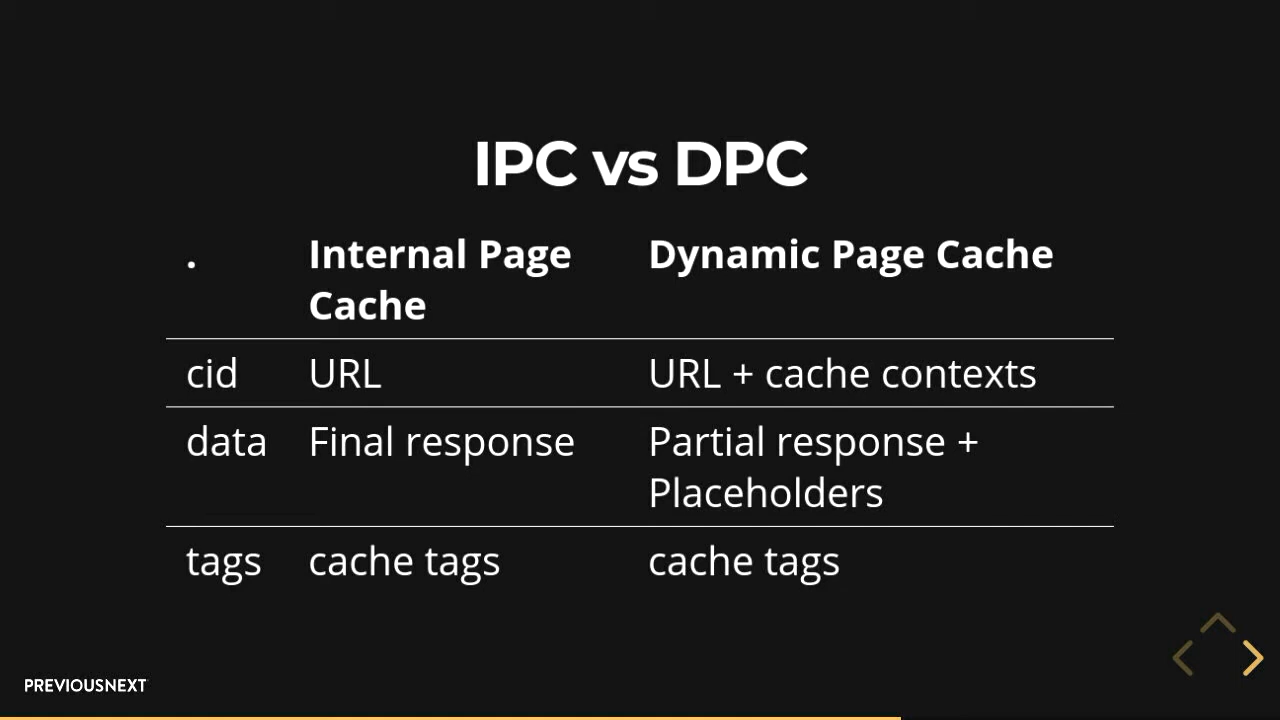 IPC vs DPC
. Internal Page Dynamic Page Cache
Cache
cid URL URL + cache contexts
data Final response Partial response +
Placeholders
tags cache tags cache tags
PREVIOUSNEXT